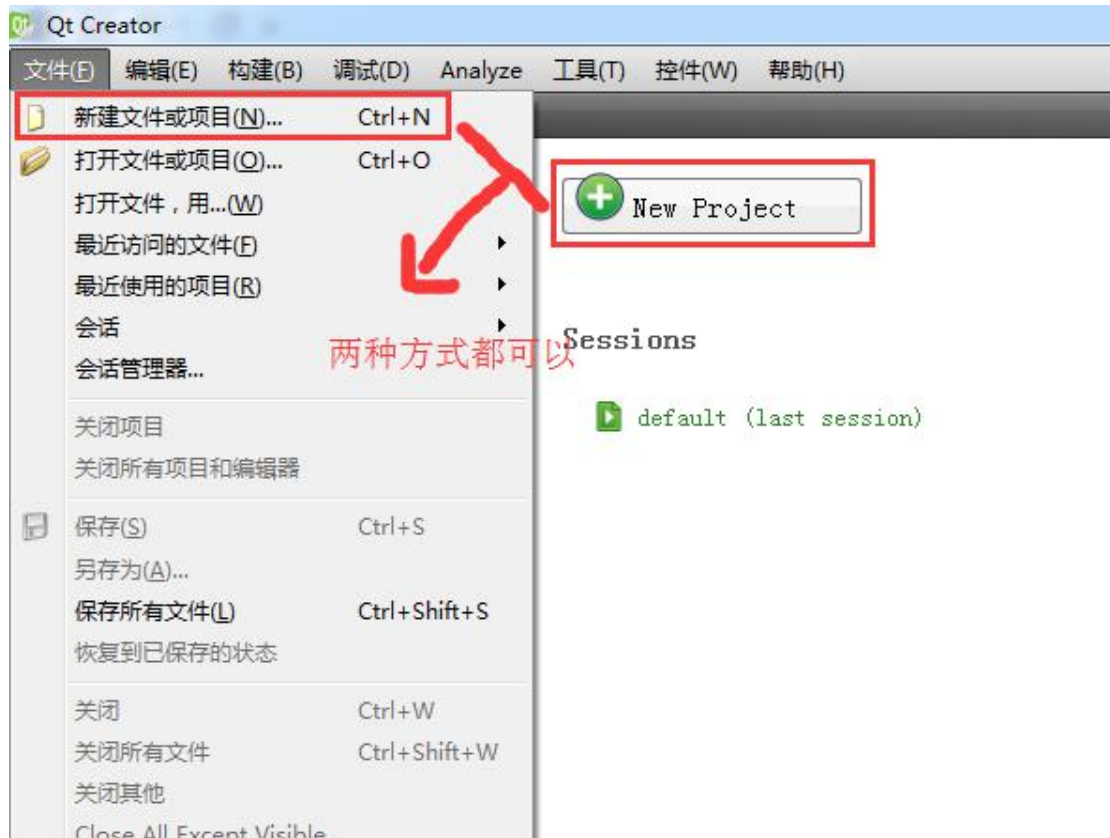 Qt Creator
文件(F) 编辑(E) 构建(B) 调试(D) Analyze 工具(T) 控件(W) 帮助(H)
新建文件或项目(N)... Ctrl+N
打开文件或项目(O)... Ctrl+O
打开文件，用...(W)
New Project
最近访问的文件(F)
最近使用的项目(R)
会话
会话管理器...
两种方式都可以
Sessions
default (last session)
关闭项目
关闭所有项目和编辑器
保存(S) Ctrl+S
另存为(A)...
保存所有文件(L) Ctrl+Shift+S
恢复到已保存的状态
关闭 Ctrl+W
关闭所有文件 Ctrl+Shift+W
关闭其他
Close All Except Visible